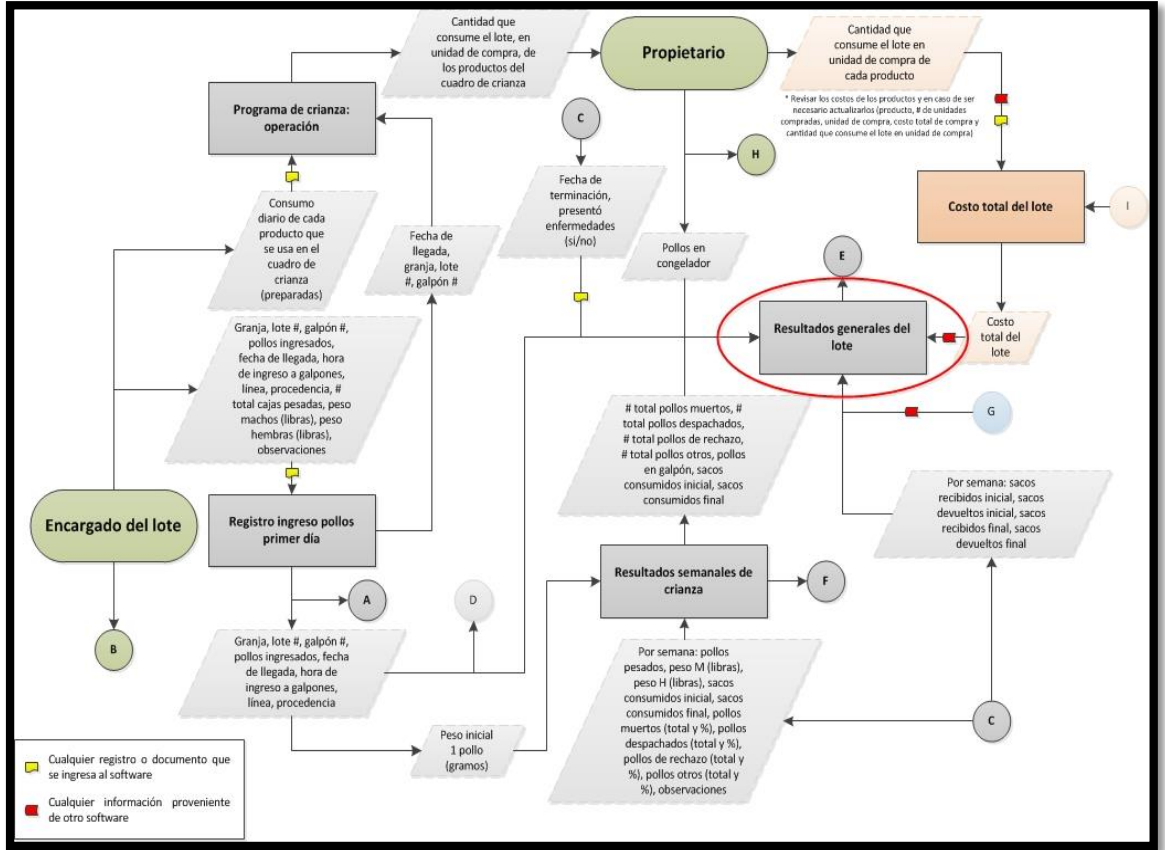 Cantidad que
consume el lote, en
unidad de compra, de
los productos del
cuadro de crianza
Propietario
Cantidad que
consume el lote en
unidad de compra de
cada producto
* Revisar los costos de los productos y en caso de ser
necesario actualizarlos (producto, # de unidades
compradas, unidad de compra, costo total de compra y
cantidad que consume el lote en unidad de compra)
Programa de crianza:
operación
C
H
Fecha de
terminación,
presentó
enfermedades
(si/no)
Costo total del lote
I
Consumo
diario de cada
producto que
se usa en el
cuadro de
crianza
(preparadas)
Fecha de
llegada,
granja, lote
#, galpón #
Pollos en
congelador
E
Resultados generales del
lote
Costo
total del
lote
Granja, lote #, galpón #,
pollos ingresados,
fecha de llegada, hora
de ingreso a galpones,
línea, procedencia, #
total cajas pesadas, peso
machos (libras), peso
hembras (libras),
observaciones
# total pollos muertos, #
total pollos despachados,
# total pollos de rechazo,
# total pollos otros, pollos
en galpón, sacos
consumidos inicial, sacos
consumidos final
G
Encargado del lote
Registro ingreso pollos
primer día
Por semana: sacos
recibidos inicial, sacos
devueltos inicial, sacos
recibidos final, sacos
devueltos final
Resultados semanales de
crianza
F
A
D
B
Granja, lote #, galpón #,
pollos ingresados, fecha
de llegada, hora de
ingreso a galpones,
línea, procedencia
Por semana: pollos
pesados, peso M (libras),
peso H (libras), sacos
consumidos inicial, sacos
consumidos final, pollos
muertos (total y %), pollos
despachados (total y %),
pollos de rechazo (total y
%), pollos otros (total y
%), observaciones
C
Peso inicial
1 pollo
(gramos)
Cualquier registro o documento que
se ingresa al software
Cualquier información proveniente
de otro software